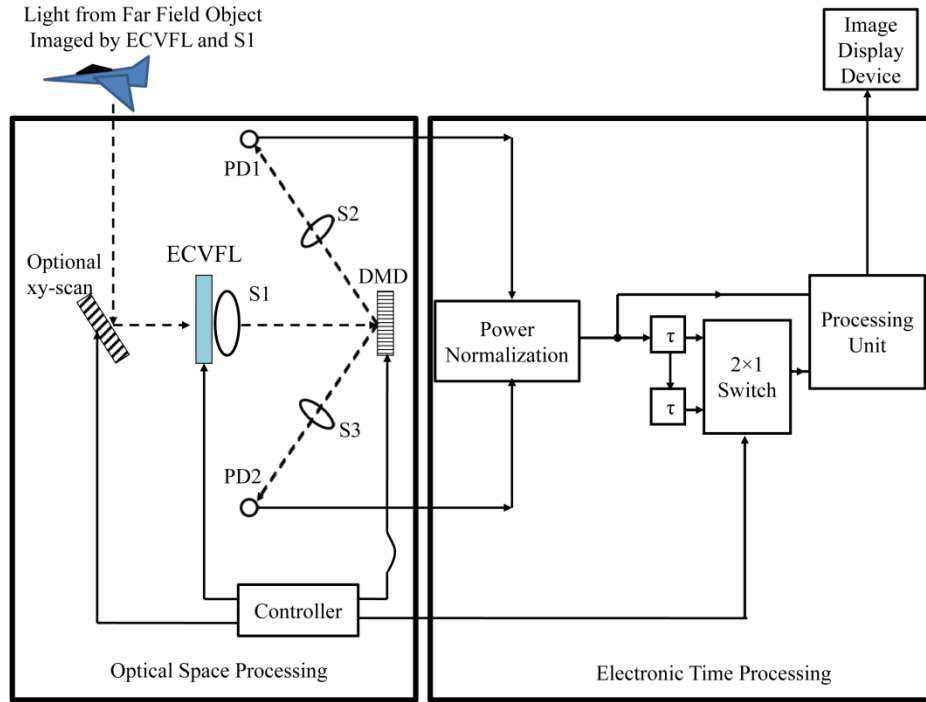 Light from Far Field Object
Imaged by ECVFL and S1
Image
Display
Device
PD1
S2
Optional
xy-scan
ECVFL
S1
DMD
S3
PD2
Controller
Optical Space Processing
Power
Normalization
τ
τ
2×1
Switch
Processing
Unit
Electronic Time Processing